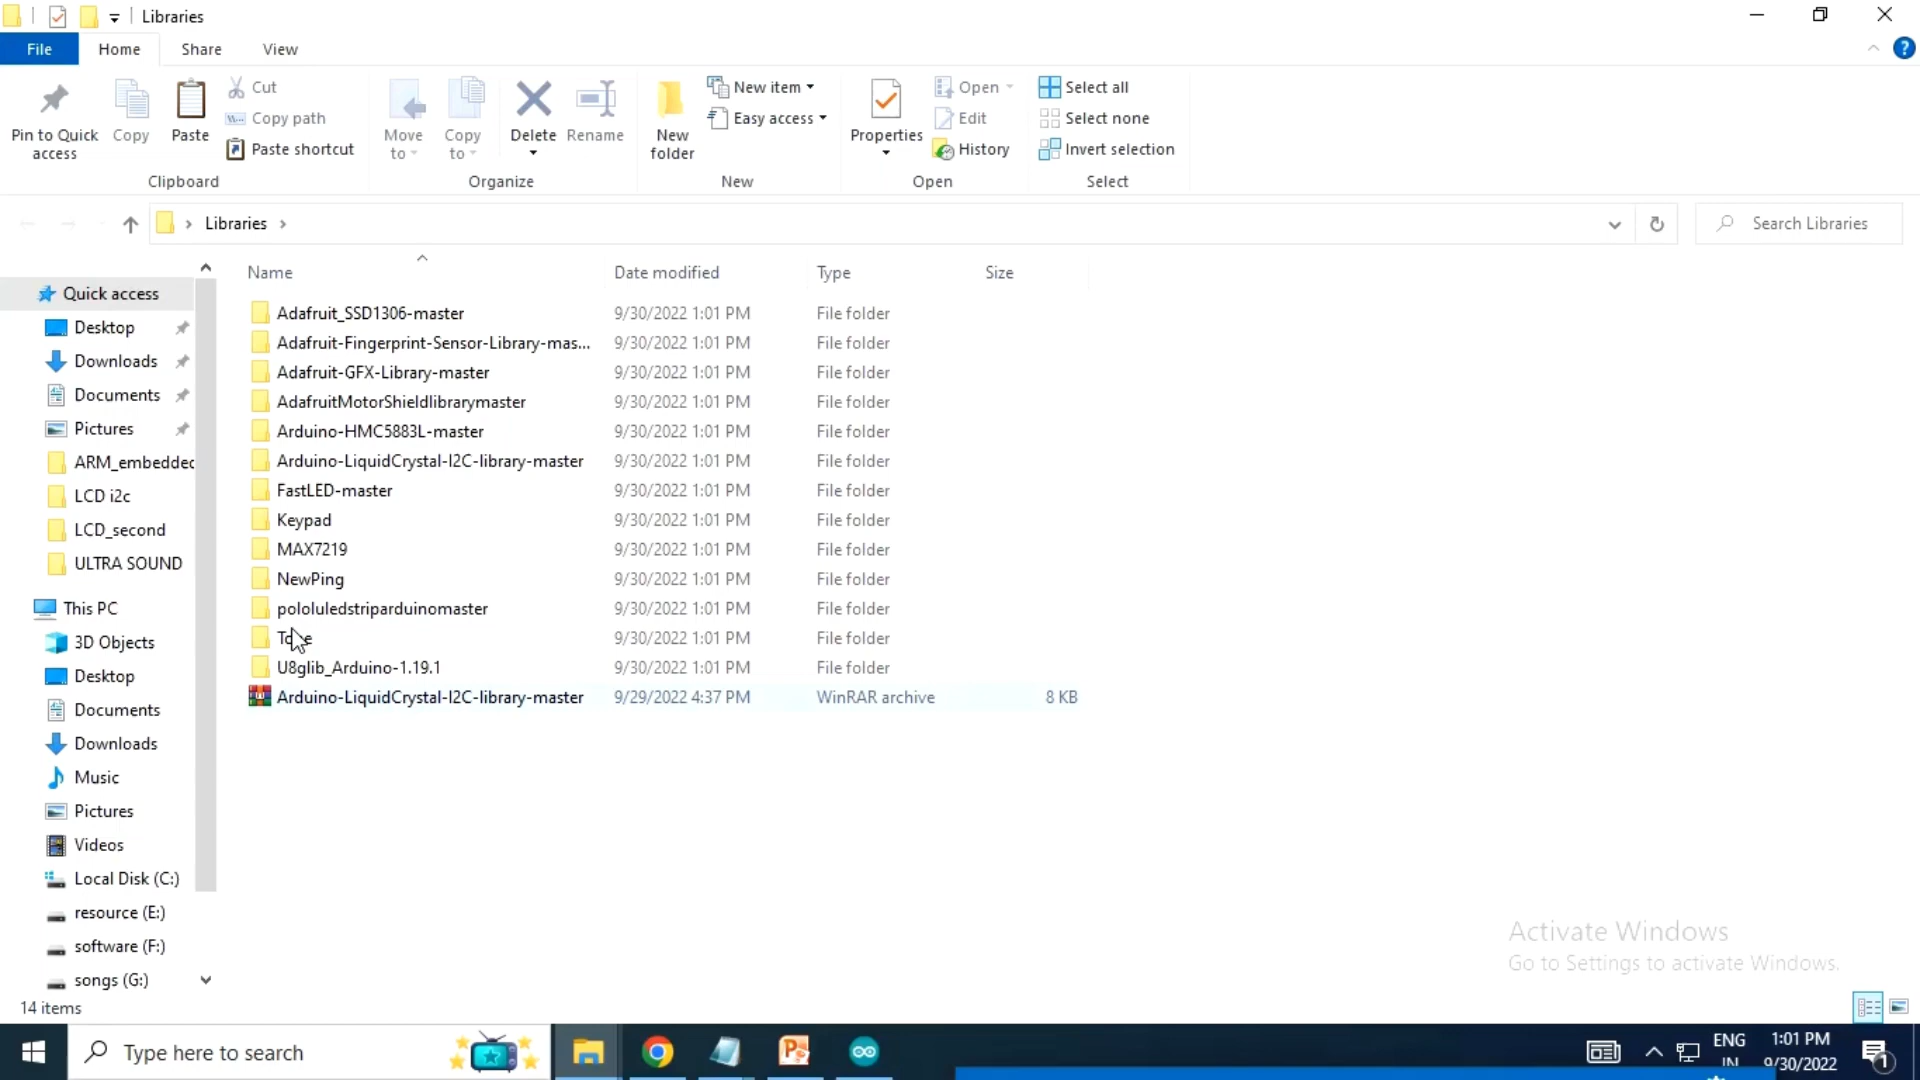 Libraries
File Home Share View
Pin to Quick access
Copy
Paste
Cut
Copy path
Paste shortcut
Clipboard
Move to
Copy to
Delete
Rename
Organize
New folder
New item
Easy access
New
Properties
Open
Edit
History
Open
Select all
Select none
Invert selection
Select
Libraries
Search Libraries
Quick access
Desktop
Downloads
Documents
Pictures
ARM_embedded
LCD i2c
LCD_second
ULTRA SOUND
This PC
3D Objects
Desktop
Documents
Downloads
Music
Pictures
Videos
Local Disk (C:)
resource (E:)
software (F:)
songs (G:)
Name Date modified Type Size
Adafruit_SSD1306-master 9/30/2022 1:01 PM File folder
Adafruit-Fingerprint-Sensor-Library-mas... 9/30/2022 1:01 PM File folder
Adafruit-GFX-Library-master 9/30/2022 1:01 PM File folder
AdafruitMotorShieldlibrarymaster 9/30/2022 1:01 PM File folder
Arduino-HMC5883L-master 9/30/2022 1:01 PM File folder
Arduino-LiquidCrystal-I2C-library-master 9/30/2022 1:01 PM File folder
FastLED-master 9/30/2022 1:01 PM File folder
Keypad 9/30/2022 1:01 PM File folder
MAX7219 9/30/2022 1:01 PM File folder
NewPing 9/30/2022 1:01 PM File folder
pololuledstriparduinomaster 9/30/2022 1:01 PM File folder
9/30/2022 1:01 PM File folder
U8glib_Arduino-1.19.1 9/30/2022 1:01 PM File folder
Arduino-LiquidCrystal-I2C-library-master 9/29/2022 4:37 PM WinRAR archive 8 KB
Activate Windows
Go to Settings to activate Windows.
14 items
Type here to search
ENG
IN
1:01 PM
9/30/2022
1